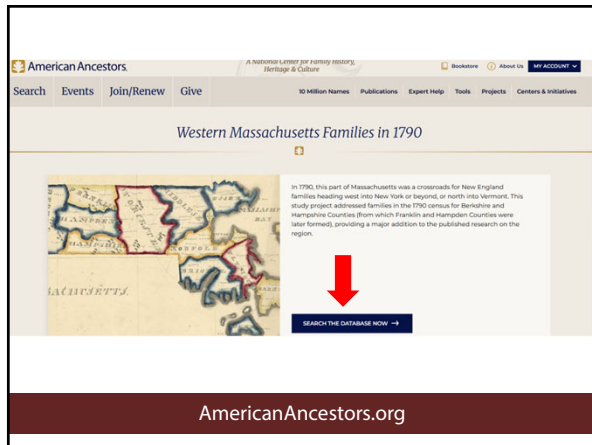 American Ancestors.
A National Center for Family History,
Heritage & Culture
Bookstore
About Us
MY ACCOUNT
Search Events Join/Renew Give
10 Million Names Publications Expert Help Tools Projects Centers & Initiatives
Western Massachusetts Families in 1790
In 1790, this part of Massachusetts was a crossroads for New England
families heading west into New York or beyond, or north into Vermont. This
study project addressed families in the 1790 census for Berkshire and
Hampshire Counties (from which Franklin and Hampden Counties were
later formed), providing a major addition to the published research on the
region.
SEARCH THE DATABASE NOW →
AmericanAncestors.org